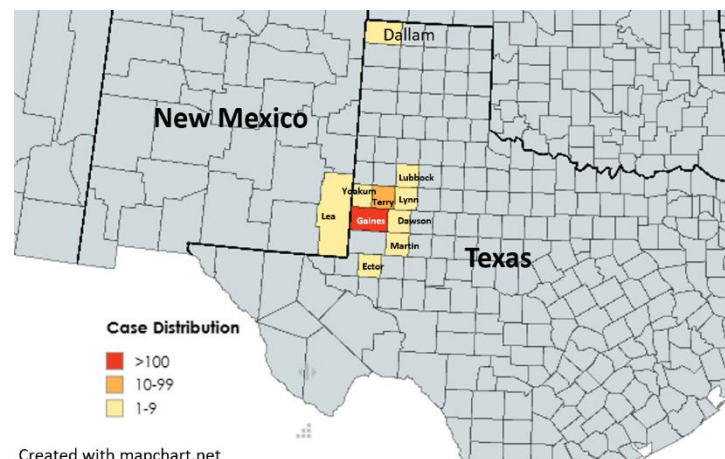 Dallam
New Mexico
Lubbock
Yoakum
Terry
Lynn
Lea
Gaines
Dawson
Martin
Texas
Ector
Case Distribution
>100
10-99
1-9
Created with mapchart.net